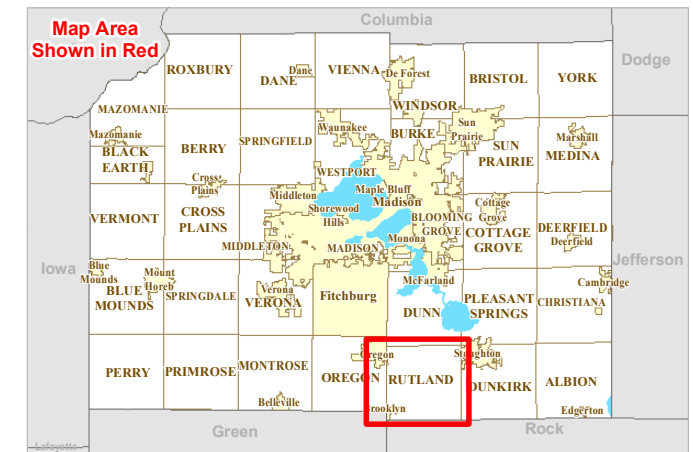 Map Area
Shown in Red
Columbia
Dodge
ROXBURY
DANE
Dane
VIENNA
De Forest
BRISTOL
YORK
MAZOMANIE
WINDSOR
Mazomanie
BLACK
EARTH
BERRY
SPRINGFIELD
Waunakee
BURKE
Sun
Prairie
SUN
PRAIRIE
Marshall
MEDINA
Cross
Plains
WESTPORT
Middleton
Maple Bluff
Madison
Shorewood
Hills
Cottage
Grove
VERMONT
CROSS
PLAINS
BLOOMING
GROVE
COTTAGE
GROVE
DEERFIELD
Deerfield
MIDDLETON
MADISON
Monona
Iowa
Jefferson
Blue
Mounds
BLUE
MOUNDS
Mount
Horeb
SPRINGDALE
Verona
VERONA
Fitchburg
McFarland
DUNN
PLEASANT
SPRINGS
CHRISTIANA
Cambridge
PERRY
PRIMROSE
MONTROSE
Belleville
OREGON
Oregon
RUTLAND
Brooklyn
Stoughton
DUNKIRK
ALBION
Edgerton
Lafayette
Green
Rock